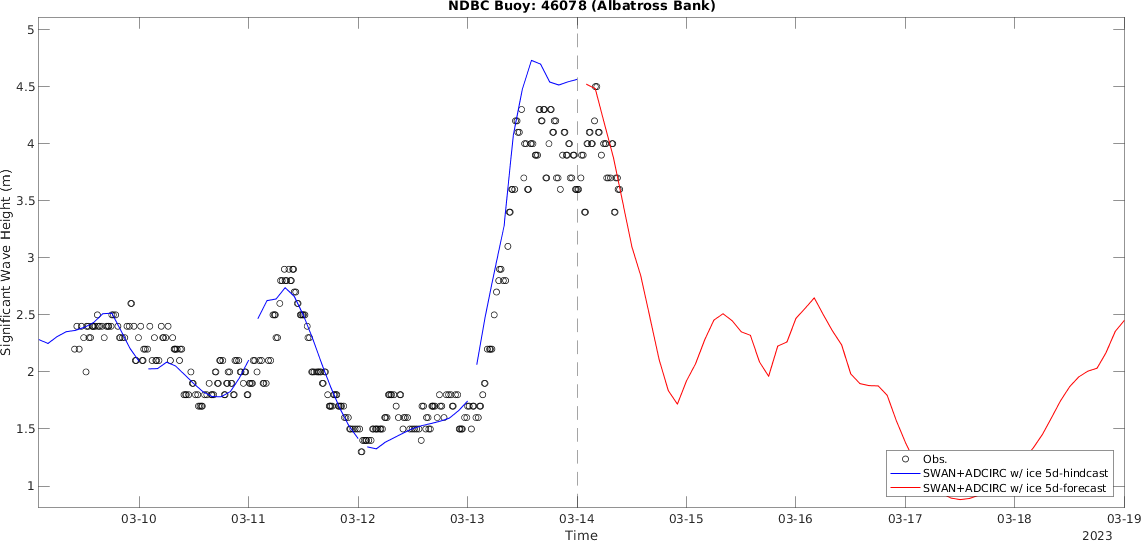 NDBC Buoy: 46078 (Albatross Bank)
Significant Wave Height (m)
5
4.5
4
3.5
3
2.5
2
1.5
1
Obs.
SWAN+ADCIRC w/ ice 5d-hindcast
SWAN+ADCIRC w/ ice 5d-forecast
03-10 03-11 03-12 03-13 03-14 03-15 03-16 03-17 03-18 03-19
Time
2023